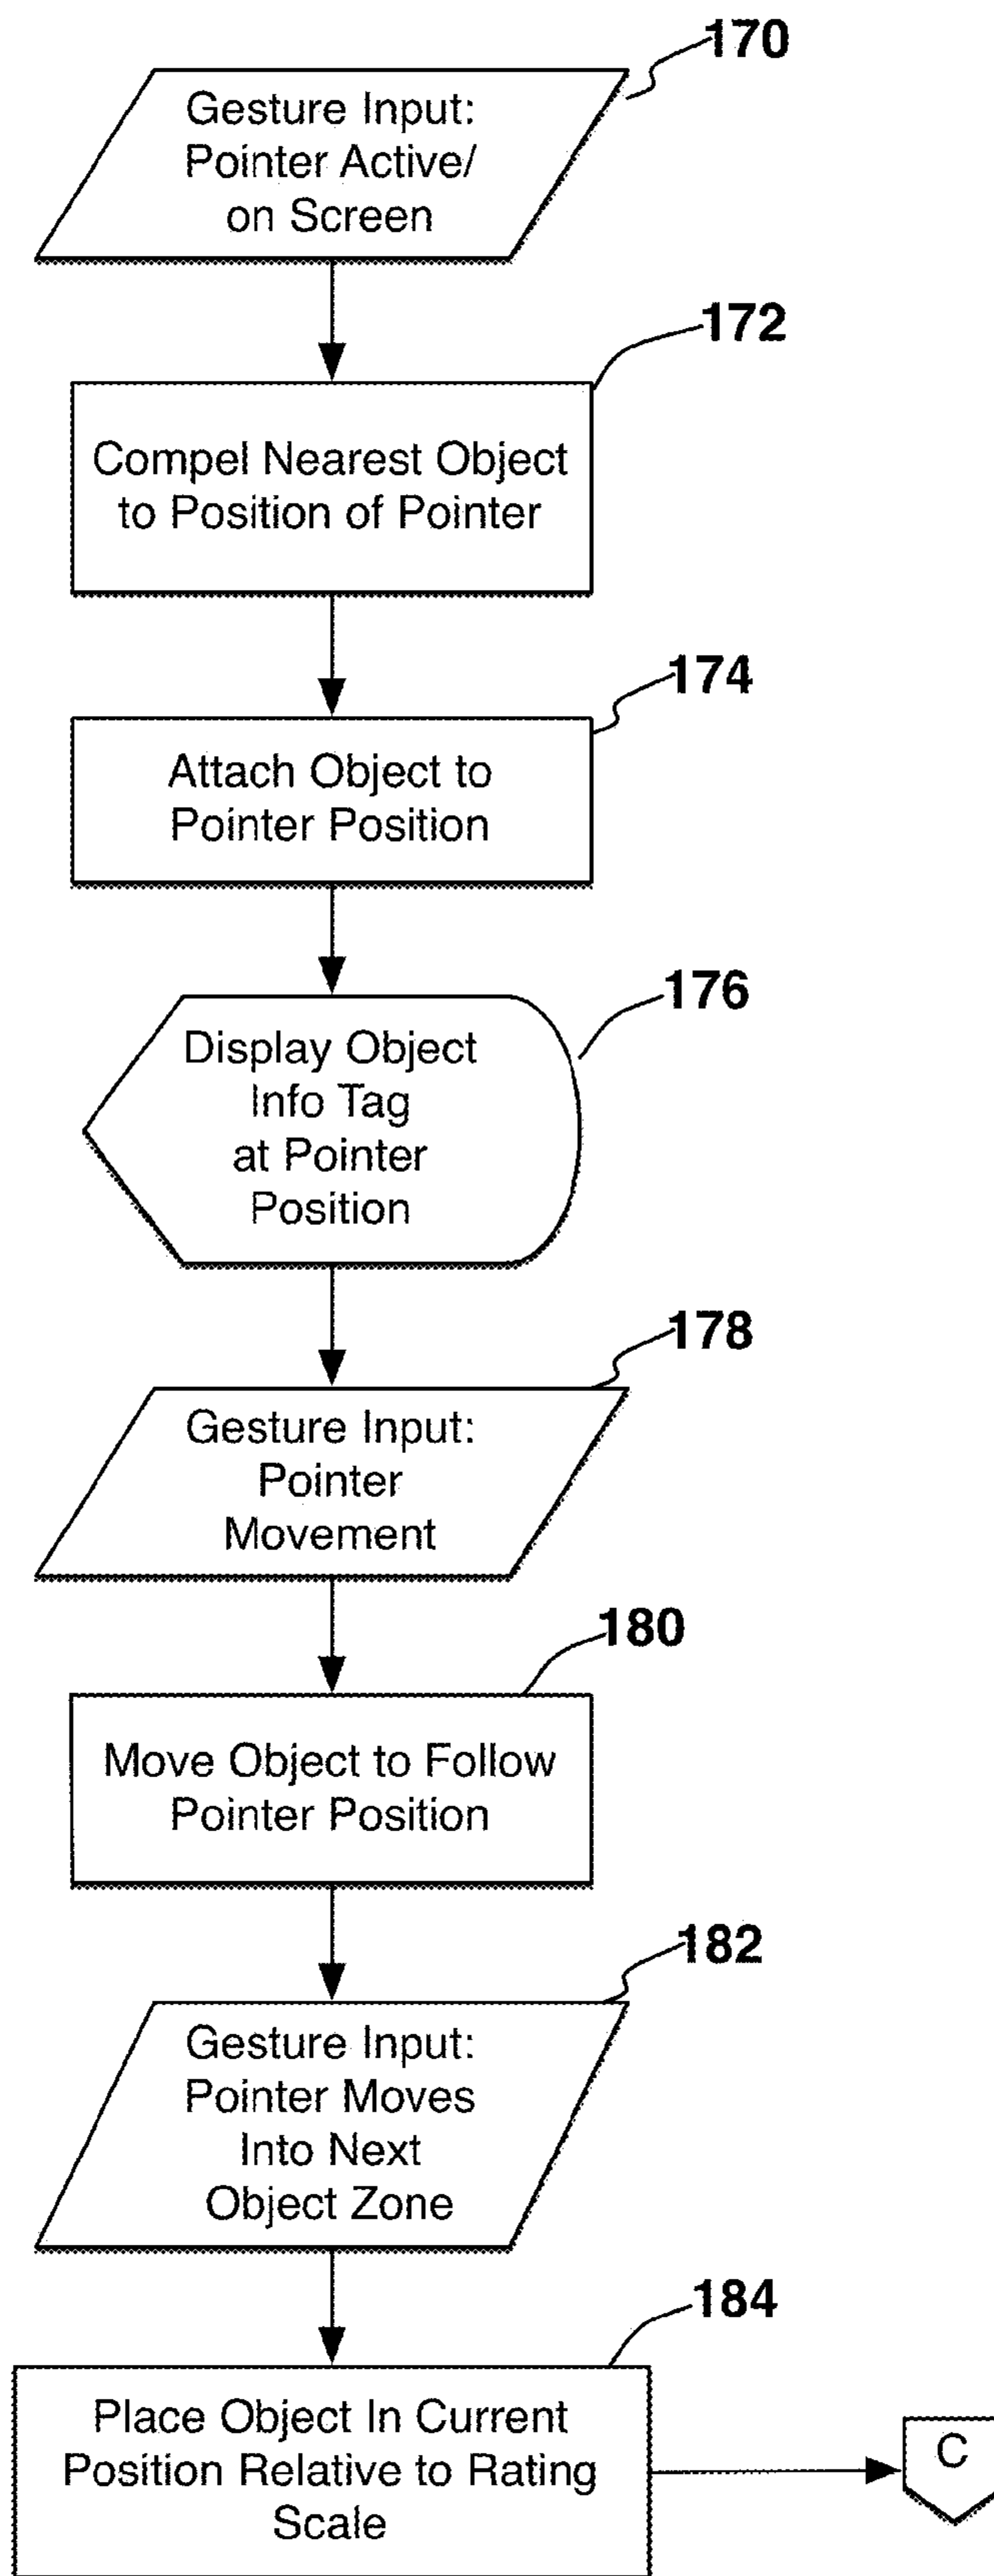 170
Gesture Input:
Pointer Active/
on Screen
172
Compel Nearest Object
to Position of Pointer
174
Attach Object to
Pointer Position
176
Display Object
Info Tag
at Pointer
Position
178
Gesture Input:
Pointer
Movement
180
Move Object to Follow
Pointer Position
182
Gesture Input:
Pointer Moves
Into Next
Object Zone
184
Place Object In Current
Position Relative to Rating
Scale
C